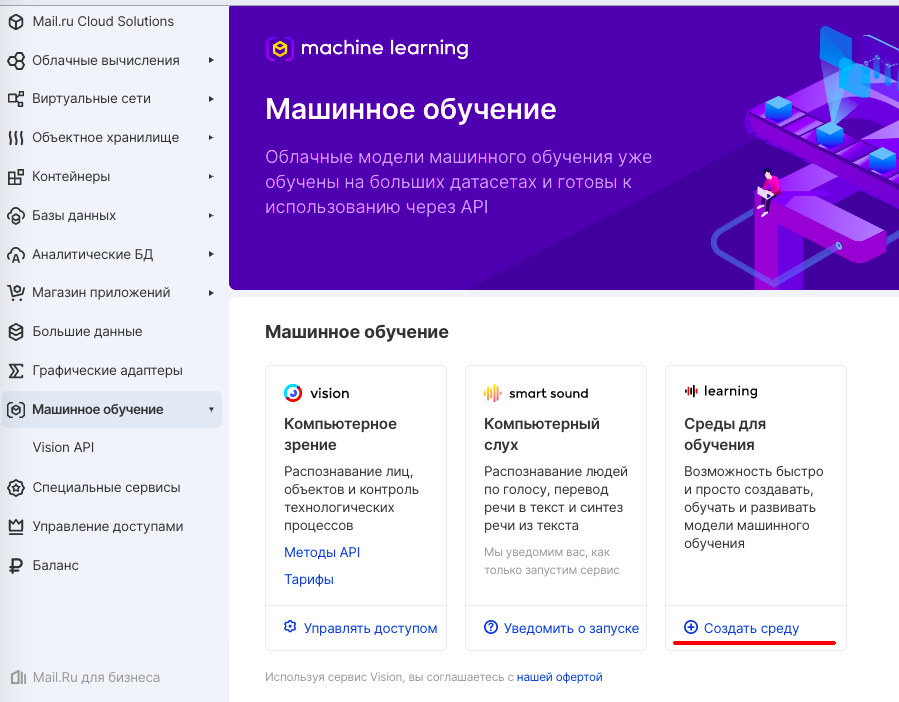 Mail.ru Cloud Solutions
Облачные вычисления
Виртуальные сети
Объектное хранилище
Контейнеры
Базы данных
Аналитические БД
Магазин приложений
Большие данные
Графические адаптеры
Машинное обучение
Vision API
Специальные сервисы
Управление доступами
Баланс
Mail.Ru для бизнеса
machine learning
Машинное обучение
Облачные модели машинного обучения уже
обучены на больших датасетах и готовы к
использованию через API
Машинное обучение
vision
Компьютерное
зрение
Распознавание лиц,
объектов и контроль
технологических
процессов
Методы API
Тарифы
Управлять доступом
smart sound
Компьютерный
слух
Распознавание людей
по голосу, перевод
речи в текст и синтез
речи из текста
Мы уведомим вас, как
только запустим сервис
Уведомить о запуске
learning
Среды для
обучения
Возможность быстро
и просто создавать,
обучать и развивать
модели машинного
обучения
Создать среду
Используя сервис Vision, вы соглашаетесь с нашей офертой